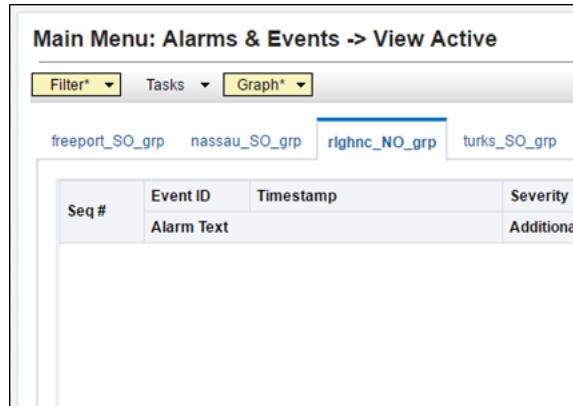 Main Menu: Alarms & Events -> View Active
Filter* Tasks Graph*
freeport_SO_grp nassau_SO_grp rlghnc_NO_grp turks_SO_grp
Seq # Event ID Timestamp Severity
Alarm Text Additiona